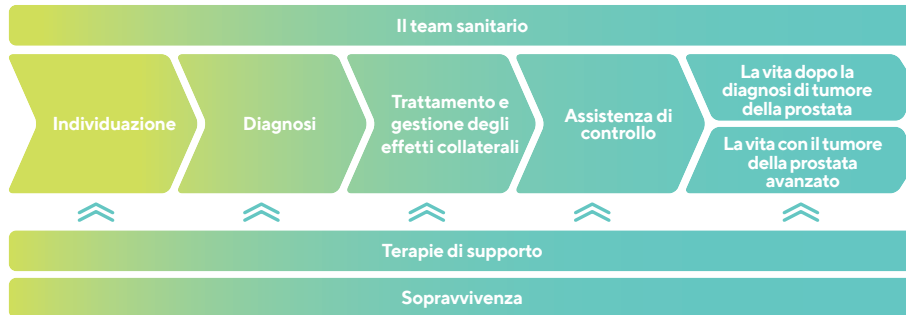 Il team sanitario
Individuazione
Diagnosi
Trattamento e
gestione degli
effetti collaterali
Assistenza di
controllo
La vita dopo la
diagnosi di tumore
della prostata
La vita con il tumore
della prostata
avanzato
Terapie di supporto
Sopravvivenza